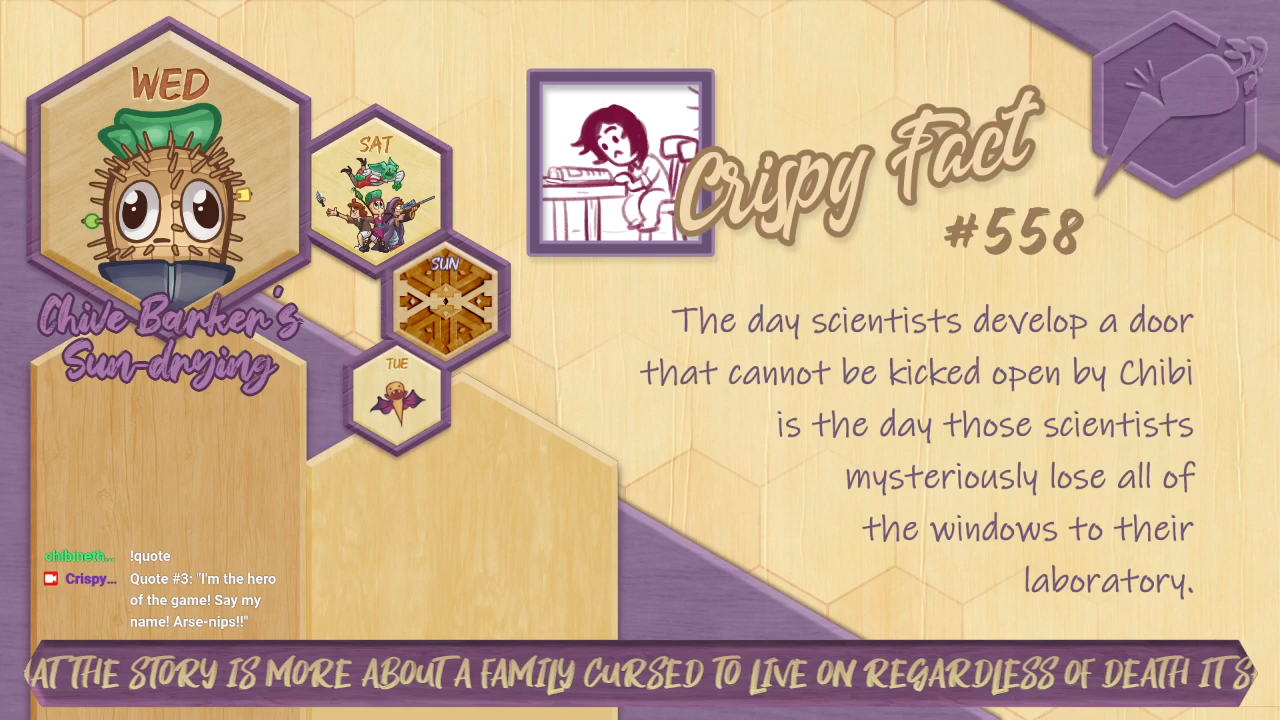 WED
Chive Barker's
Sun-drying
SAT
SUN
TUE
Crispy Fact
#558
The day scientists develop a door
that cannot be kicked open by Chibi
is the day those scientists
mysteriously lose all of
the windows to their
laboratory.
chibineth... !quote
Crispy... Quote #3: "I'm the hero
of the game! Say my
name! Arse-nips!!"
AT THE STORY IS MORE ABOUT A FAMILY CURSED TO LIVE ON REGARDLESS OF DEATH IT'S